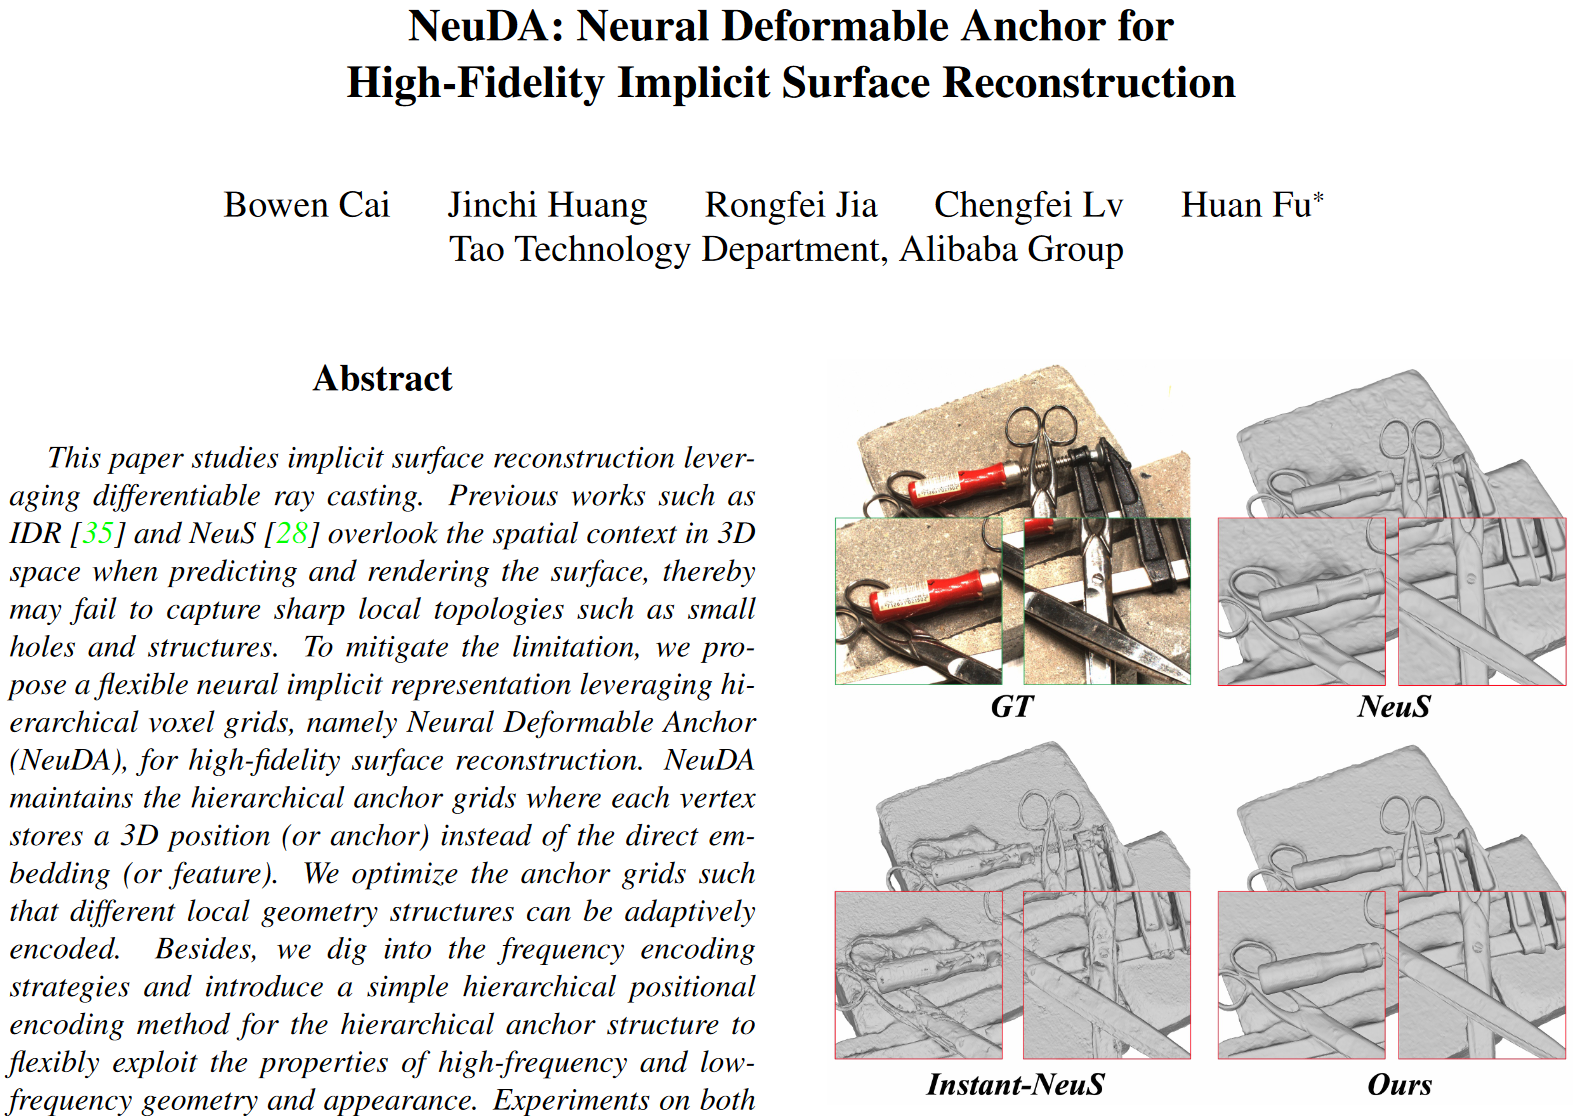 NeuDA: Neural Deformable Anchor for
High-Fidelity Implicit Surface Reconstruction
Bowen Cai Jinchi Huang Rongfei Jia Chengfei Lv Huan Fu*
Tao Technology Department, Alibaba Group
Abstract
This paper studies implicit surface reconstruction lever-
aging differentiable ray casting. Previous works such as
IDR [35] and NeuS [28] overlook the spatial context in 3D
space when predicting and rendering the surface, thereby
may fail to capture sharp local topologies such as small
holes and structures. To mitigate the limitation, we pro-
pose a flexible neural implicit representation leveraging hi-
erarchical voxel grids, namely Neural Deformable Anchor
(NeuDA), for high-fidelity surface reconstruction. NeuDA
maintains the hierarchical anchor grids where each vertex
stores a 3D position (or anchor) instead of the direct em-
bedding (or feature). We optimize the anchor grids such
that different local geometry structures can be adaptively
encoded. Besides, we dig into the frequency encoding
strategies and introduce a simple hierarchical positional
encoding method for the hierarchical anchor structure to
flexibly exploit the properties of high-frequency and low-
frequency geometry and appearance. Experiments on both
GT
NeuS
Instant-NeuS
Ours